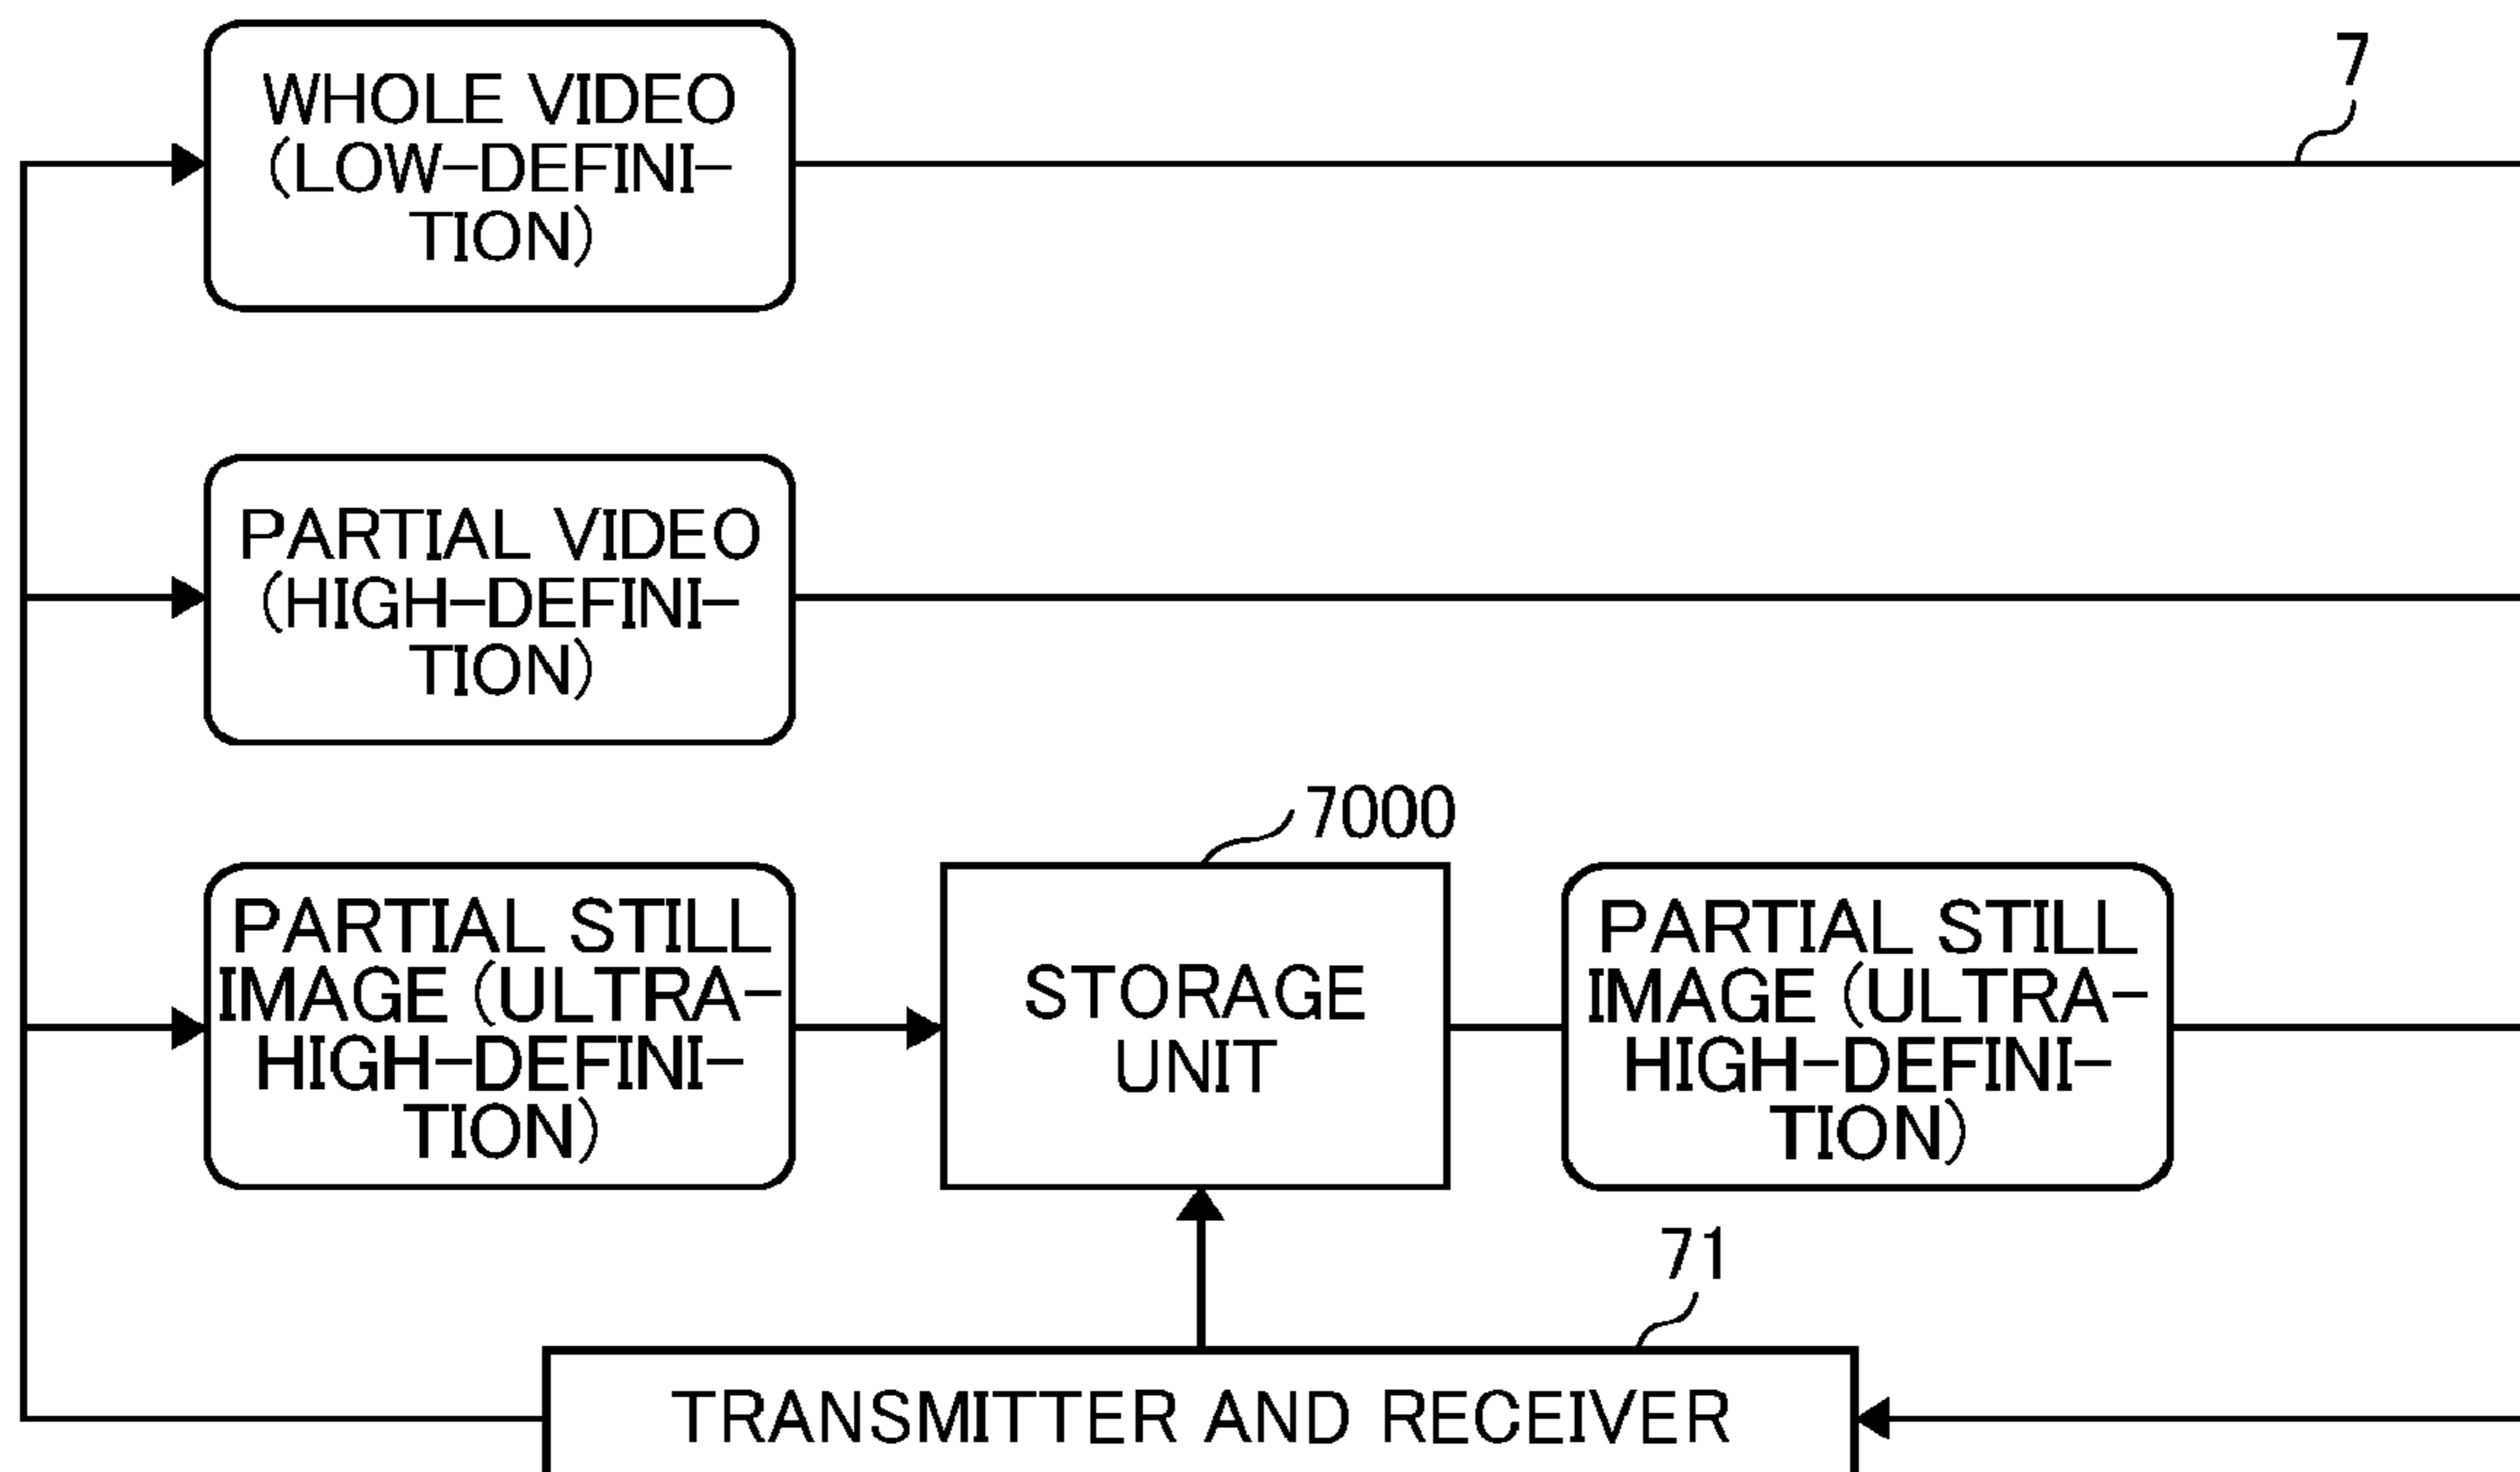 7
WHOLE VIDEO
(LOW-DEFINI-
TION)
PARTIAL VIDEO
(HIGH-DEFINI-
TION)
7000
PARTIAL STILL
IMAGE (ULTRA-
HIGH-DEFINI-
TION)
STORAGE
UNIT
PARTIAL STILL
IMAGE (ULTRA-
HIGH-DEFINI-
TION)
71
TRANSMITTER AND RECEIVER